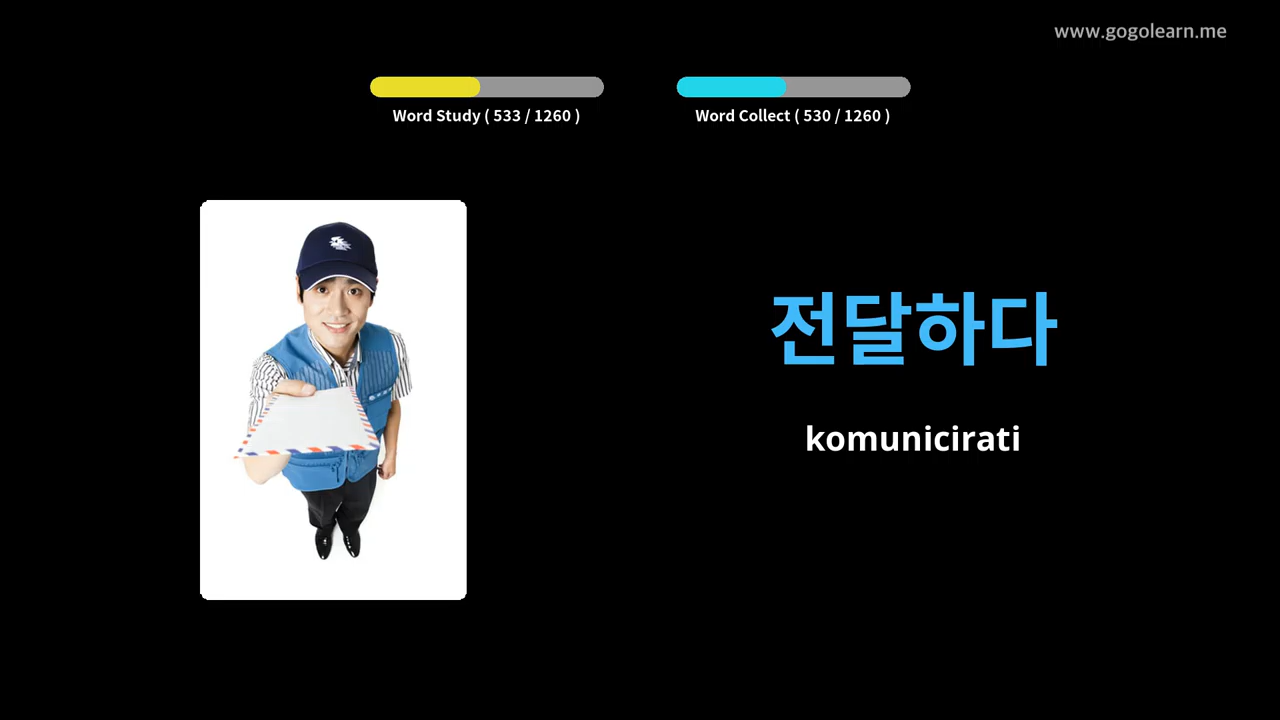 www.gogolearn.me
Word Study ( 533 / 1260 )
Word Collect ( 530 / 1260 )
전달하다
komunicirati